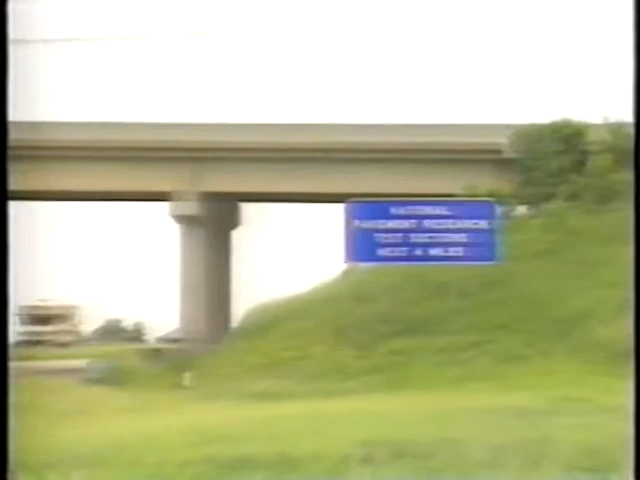 NATIONAL
PAVEMENT RESEARCH
TEST SECTIONS
NEXT 4 MILES